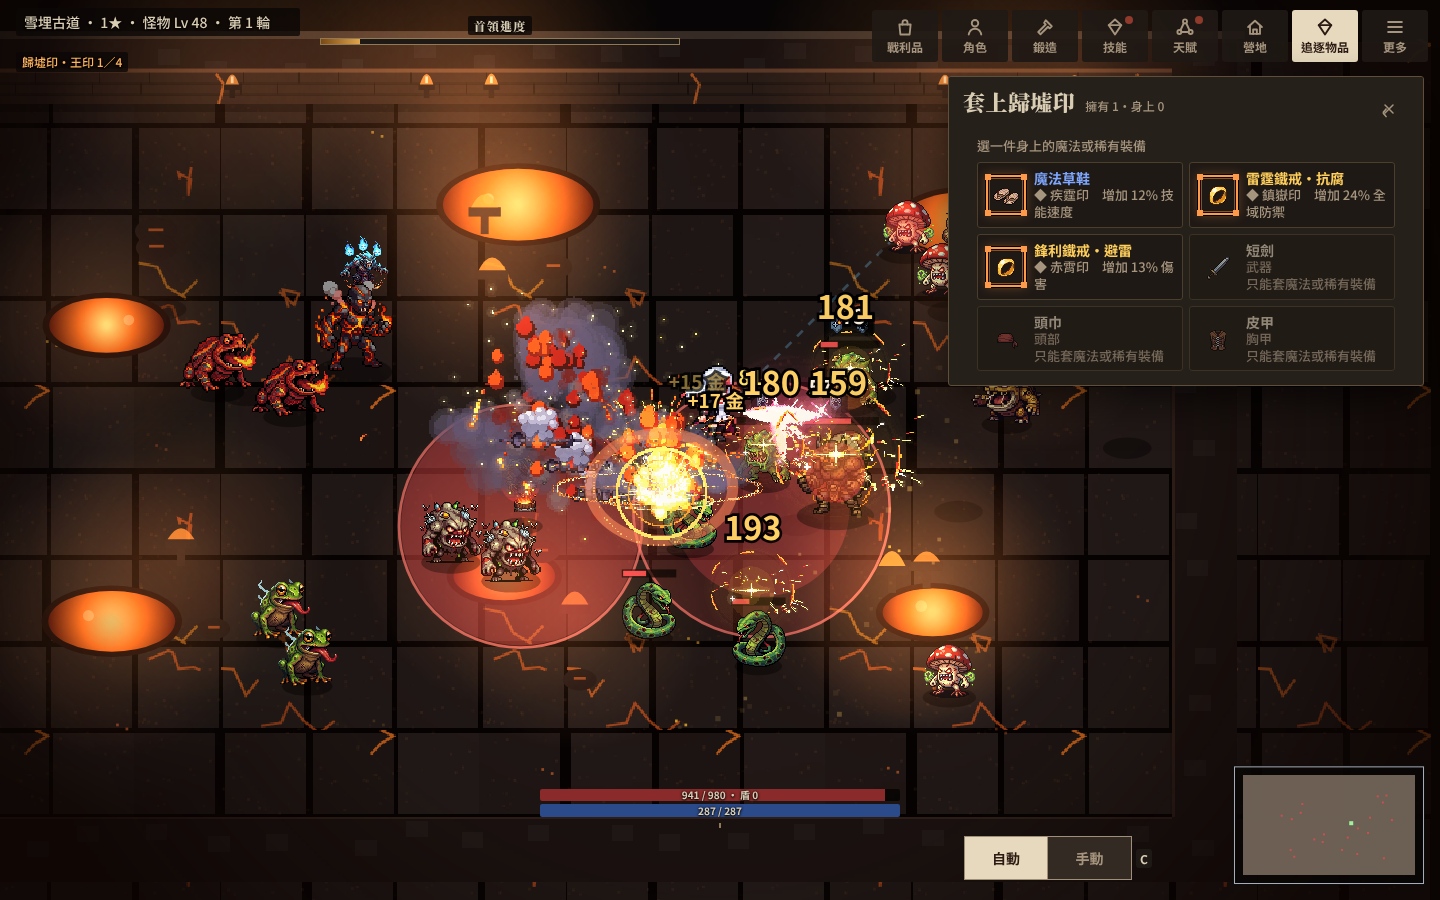 雪埋古道 · 1★ · 怪物 Lv 48 · 第 1 輪
歸墟印·王印 1／4
首領進度
戰利品
角色
鍛造
技能
天賦
營地
追逐物品
更多
套上歸墟印 擁有 1·身上 0
選一件身上的魔法或稀有裝備
魔法草鞋
◆ 疾霆印 增加 12% 技
能速度
雷霆鐵戒·抗腐
◆ 鎮嶽印 增加 24% 全
域防禦
鋒利鐵戒·避雷
◆ 赤霄印 增加 13% 傷
害
短劍
武器
只能套魔法或稀有裝備
頭巾
頭部
只能套魔法或稀有裝備
皮甲
胸甲
只能套魔法或稀有裝備
181
+15 金
180
159
+17 金
193
941 / 980 · 盾 0
287 / 287
自動
手動
C